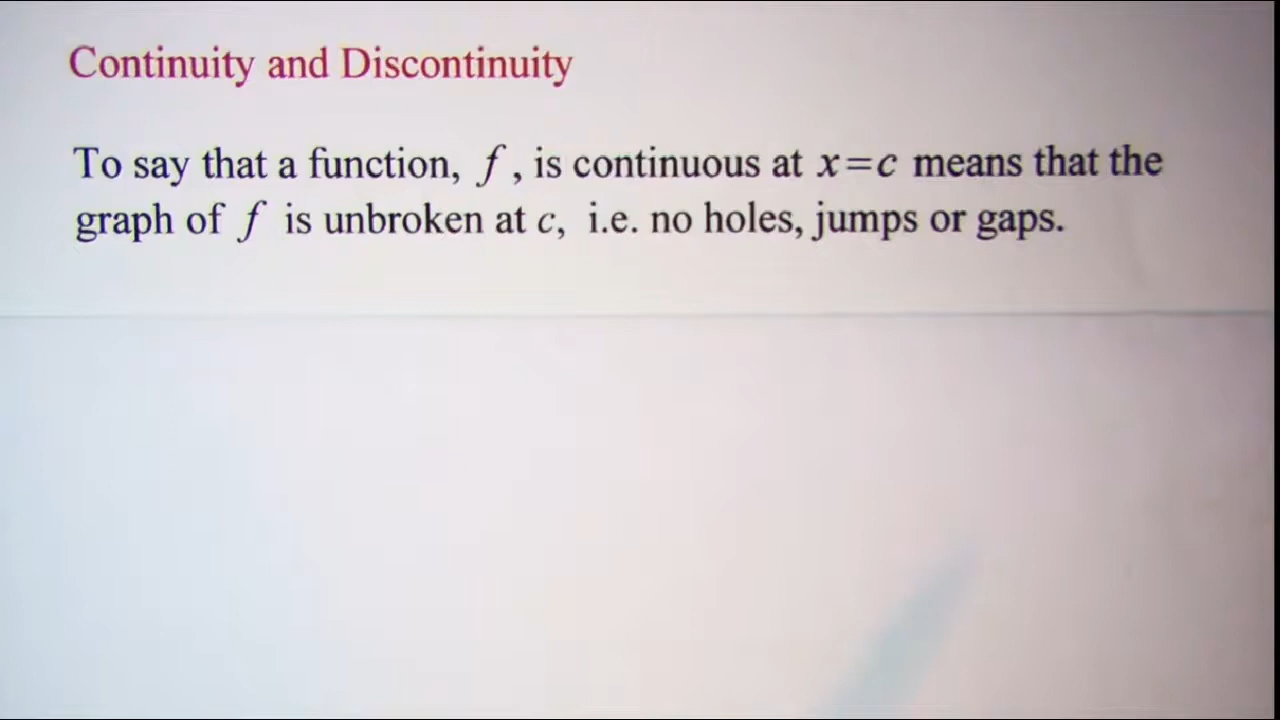 Continuity and Discontinuity
To say that a function, f, is continuous at x=c means that the
graph of f is unbroken at c, i.e. no holes, jumps or gaps.